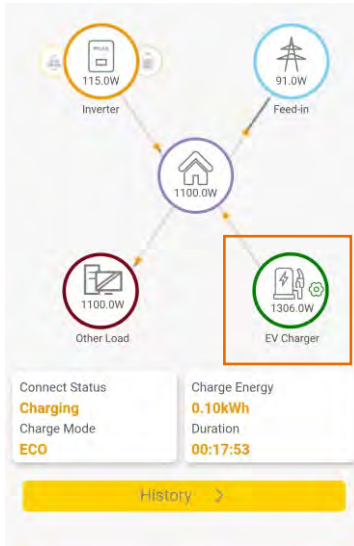 115.0W
91.0W
Inverter
Feed-in
1100.0W
1100.0W
1306.0W
Other Load
EV Charger
Connect Status
Charging
Charge Mode
ECO
Charge Energy
0.10kWh
Duration
00:17:53
History